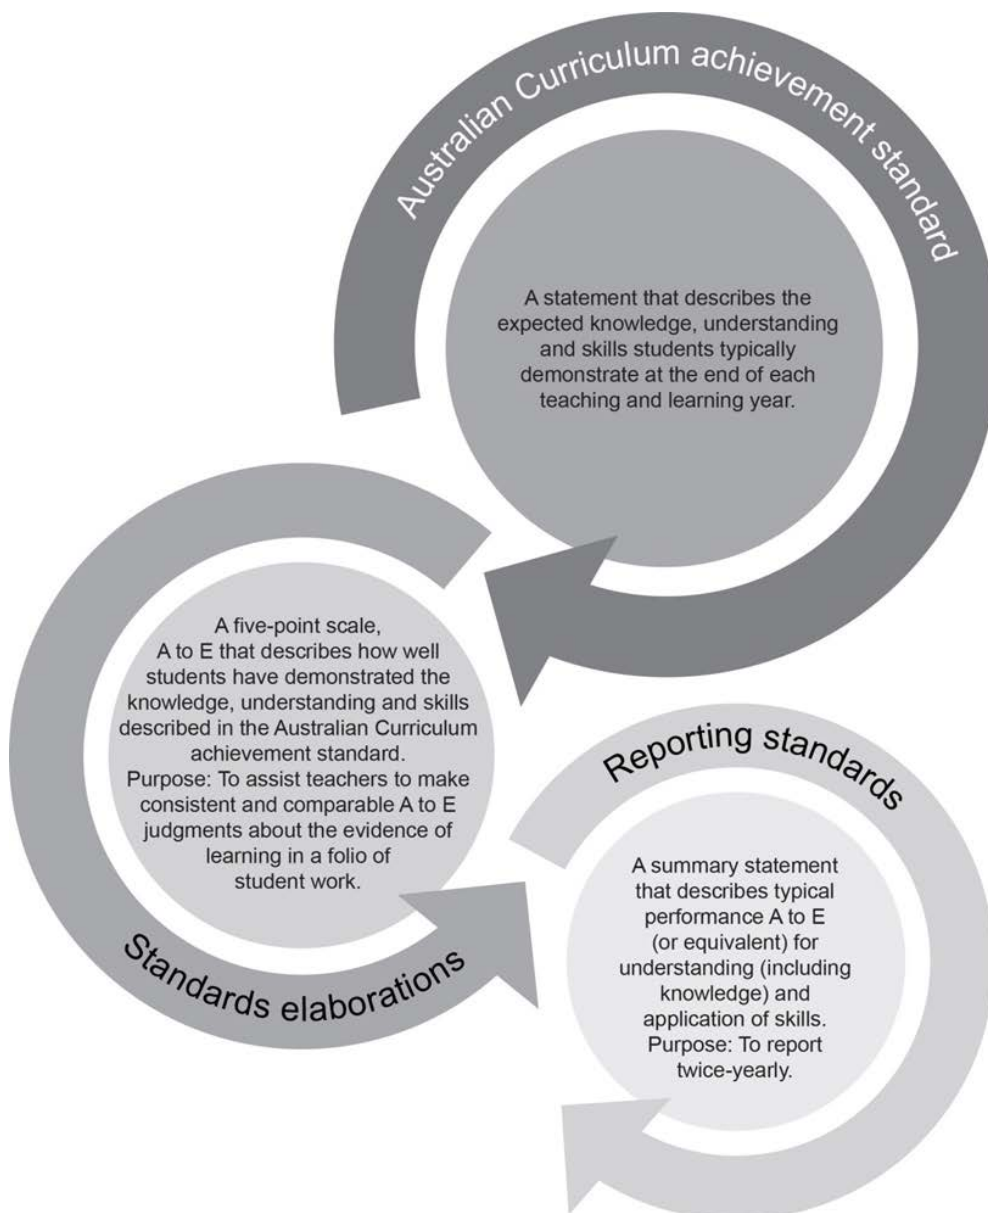 Australian Curriculum achievement standard
A statement that describes the
expected knowledge, understanding
and skills students typically
demonstrate at the end of each
teaching and learning year.
A five-point scale,
A to E that describes how well
students have demonstrated the
knowledge, understanding and skills
described in the Australian Curriculum
achievement standard.
Purpose: To assist teachers to make
consistent and comparable A to E
judgments about the evidence of
learning in a folio of
student work.
Standards elaborations
Reporting standards
A summary statement
that describes typical
performance A to E
(or equivalent) for
understanding (including
knowledge) and
application of skills.
Purpose: To report
twice-yearly.